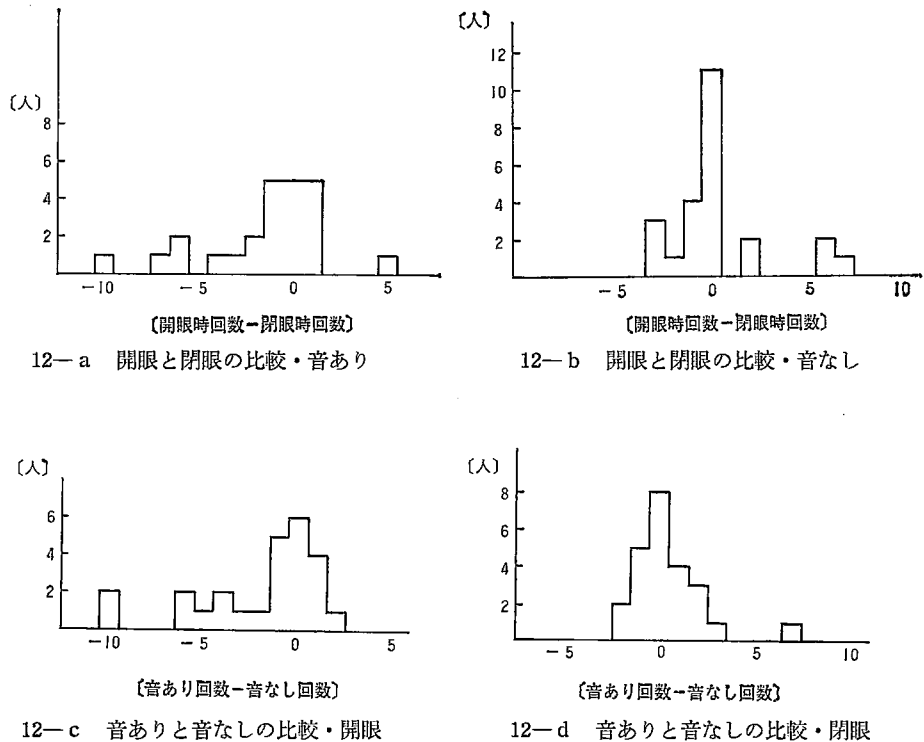 〔人〕
8
6
4
2
-10
-5
0
5
〔開眼時回数-閉眼時回数〕
12-a 開眼と閉眼の比較・音あり
〔人〕
12
10
8
6
4
2
-5
0
5
10
〔開眼時回数-閉眼時回数〕
12-b 開眼と閉眼の比較・音なし
〔人〕
6
4
2
-10
-5
0
5
〔音あり回数-音なし回数〕
12-c 音ありと音なしの比較・開眼
〔人〕
8
6
4
2
-5
0
5
10
〔音あり回数-音なし回数〕
12-d 音ありと音なしの比較・閉眼